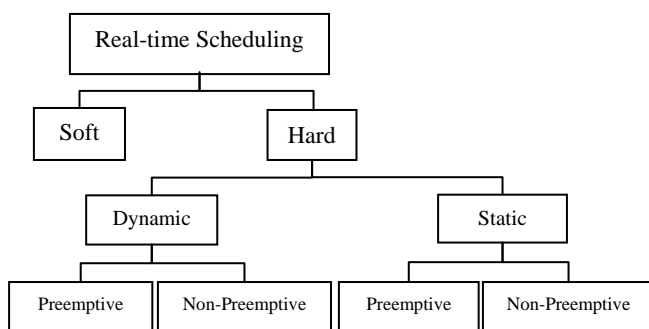 Real-time Scheduling
Soft
Hard
Dynamic
Static
Preemptive
Non-Preemptive
Preemptive
Non-Preemptive